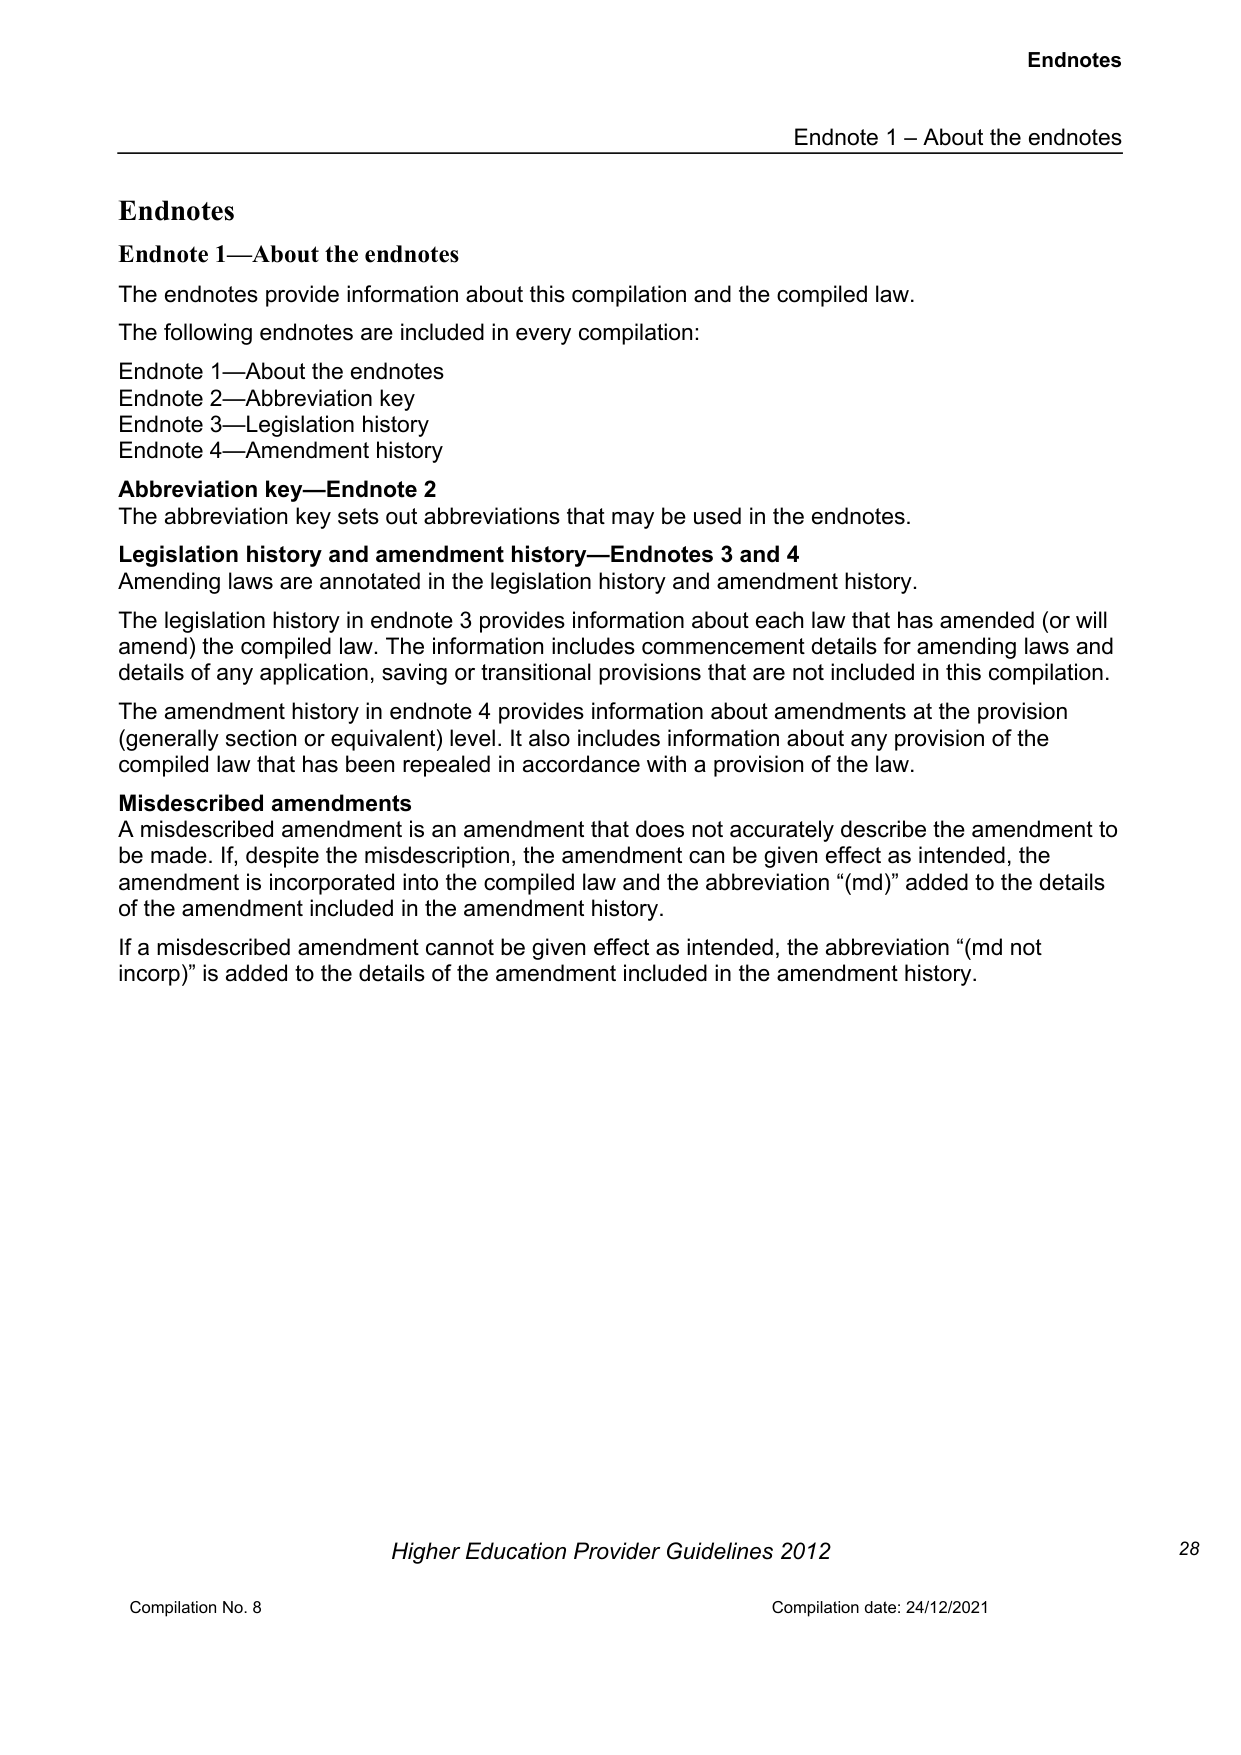 Endnotes
Endnote 1 – About the endnotes
Endnotes
Endnote 1—About the endnotes
The endnotes provide information about this compilation and the compiled law.
The following endnotes are included in every compilation:
Endnote 1—About the endnotes
Endnote 2—Abbreviation key
Endnote 3—Legislation history
Endnote 4—Amendment history
Abbreviation key—Endnote 2
The abbreviation key sets out abbreviations that may be used in the endnotes.
Legislation history and amendment history—Endnotes 3 and 4
Amending laws are annotated in the legislation history and amendment history.
The legislation history in endnote 3 provides information about each law that has amended (or will
amend) the compiled law. The information includes commencement details for amending laws and
details of any application, saving or transitional provisions that are not included in this compilation.
The amendment history in endnote 4 provides information about amendments at the provision
(generally section or equivalent) level. It also includes information about any provision of the
compiled law that has been repealed in accordance with a provision of the law.
Misdescribed amendments
A misdescribed amendment is an amendment that does not accurately describe the amendment to
be made. If, despite the misdescription, the amendment can be given effect as intended, the
amendment is incorporated into the compiled law and the abbreviation “(md)” added to the details
of the amendment included in the amendment history.
If a misdescribed amendment cannot be given effect as intended, the abbreviation “(md not
incorp)” is added to the details of the amendment included in the amendment history.
Higher Education Provider Guidelines 2012 28
Compilation No. 8 Compilation date: 24/12/2021